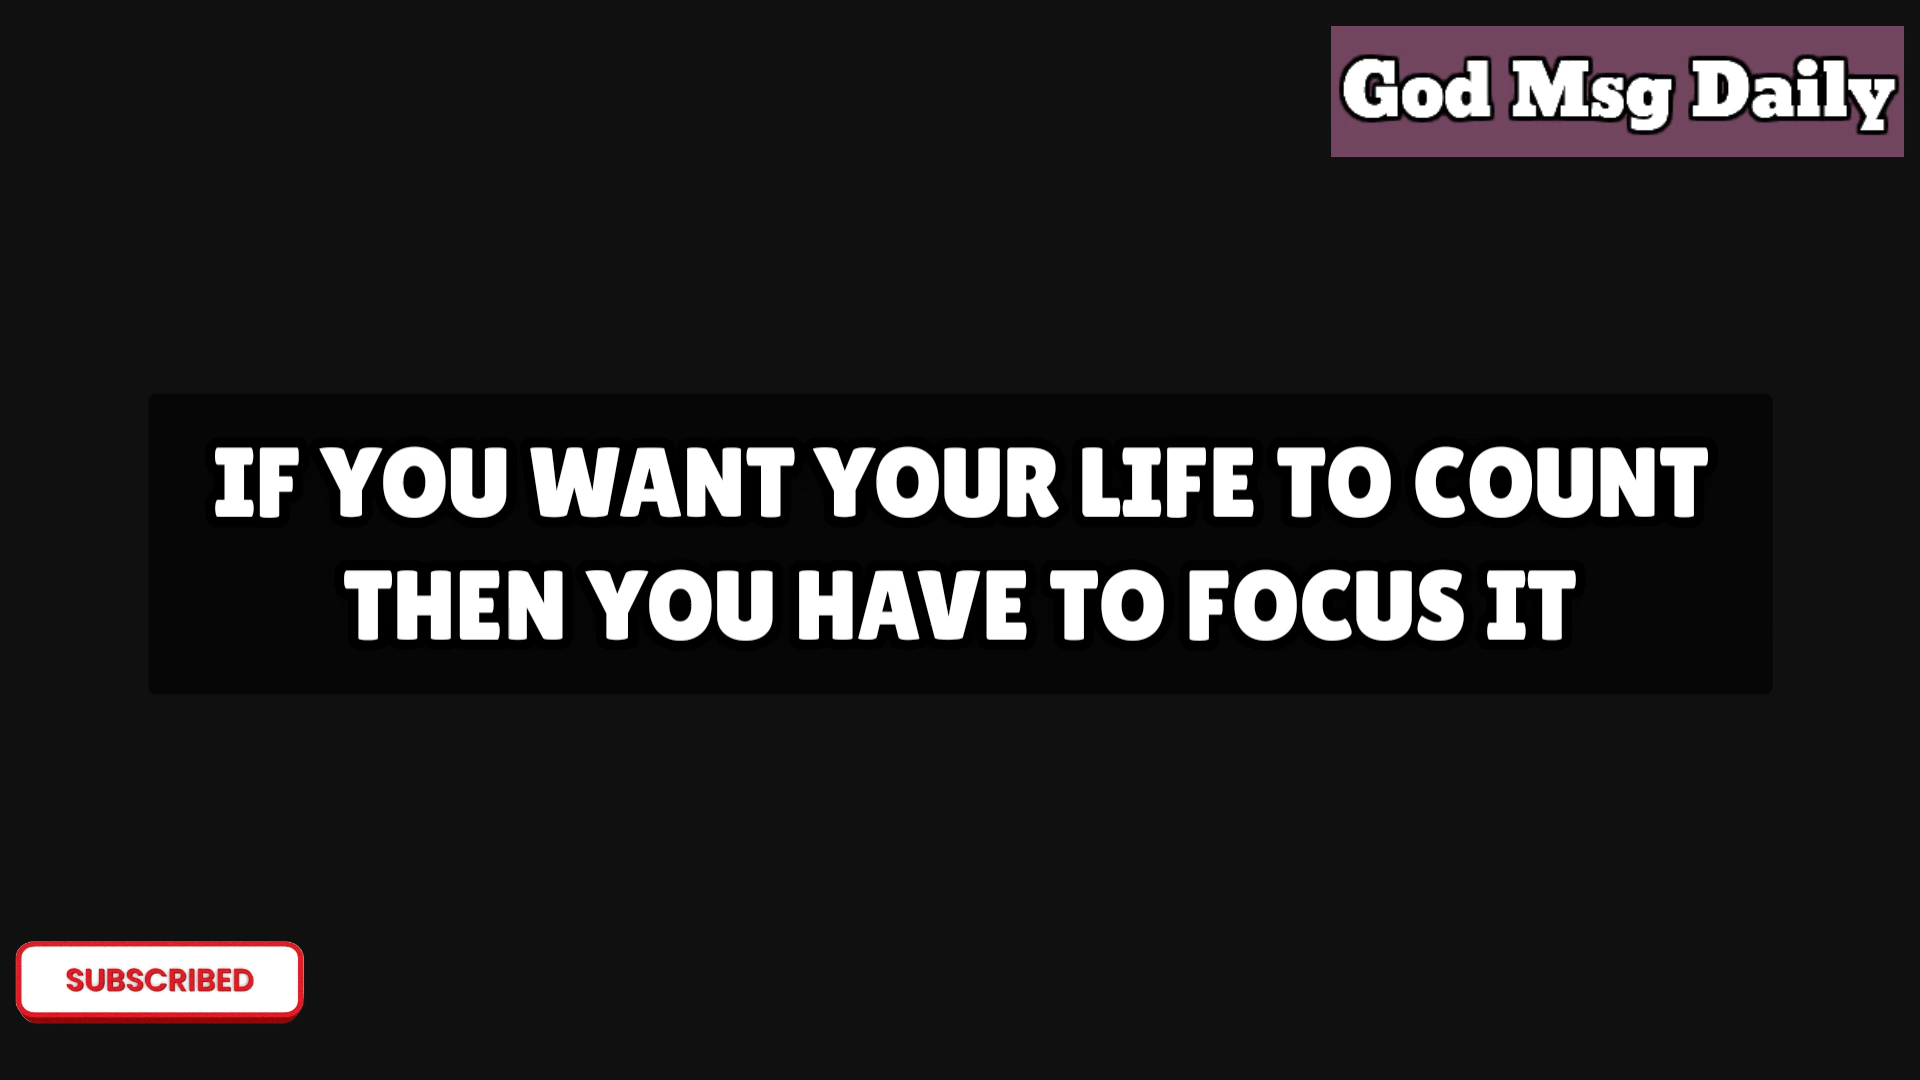 God Msg Daily
IF YOU WANT YOUR LIFE TO COUNT
THEN YOU HAVE TO FOCUS IT
SUBSCRIBED